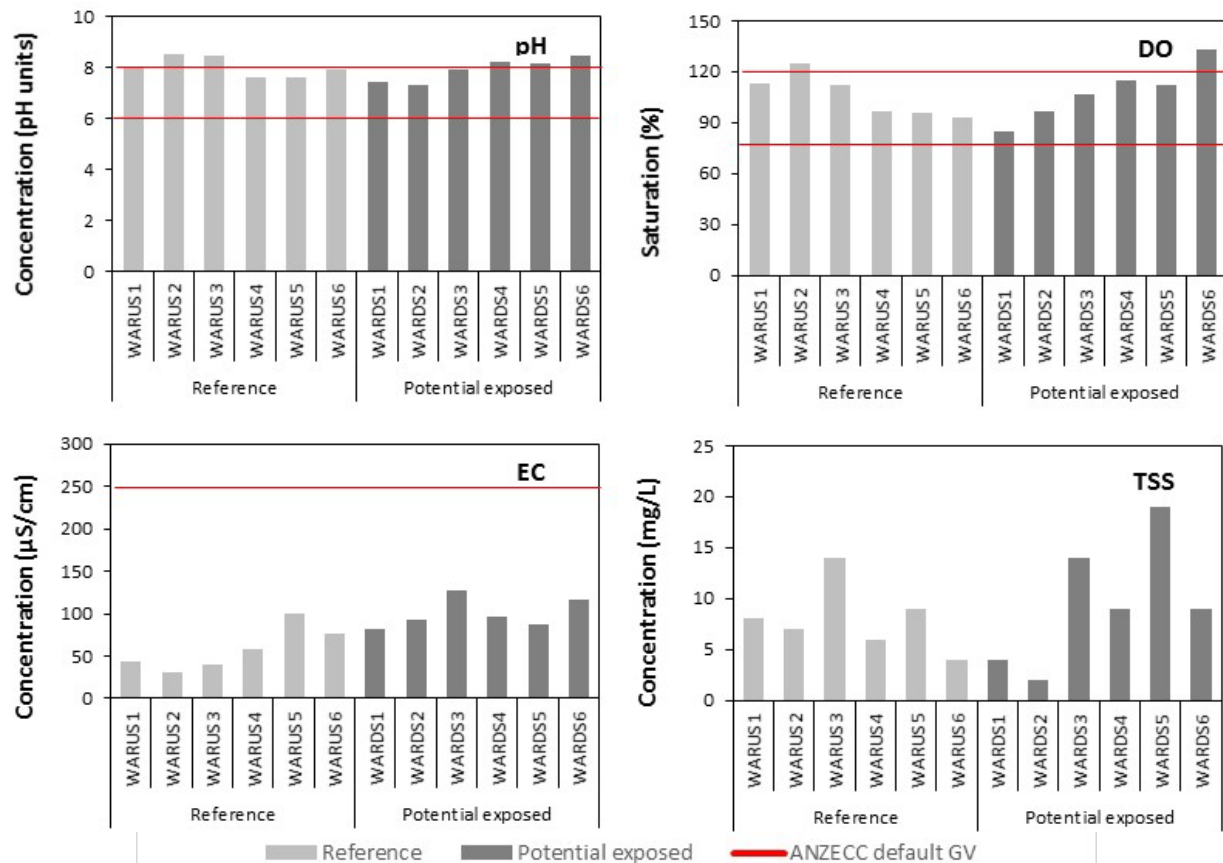 pH
Concentration (pH units)
10
8
6
4
2
0
WARUS1
WARUS2
WARUS3
WARUS4
WARUS5
WARUS6
WARDS1
WARDS2
WARDS3
WARDS4
WARDS5
WARDS6
Reference
Potential exposed
DO
Saturation (%)
150
120
90
60
30
0
WARUS1
WARUS2
WARUS3
WARUS4
WARUS5
WARUS6
WARDS1
WARDS2
WARDS3
WARDS4
WARDS5
WARDS6
Reference
Potential exposed
EC
Concentration (µS/cm)
300
250
200
150
100
50
0
WARUS1
WARUS2
WARUS3
WARUS4
WARUS5
WARUS6
WARDS1
WARDS2
WARDS3
WARDS4
WARDS5
WARDS6
Reference
Potential exposed
TSS
Concentration (mg/L)
25
20
15
10
5
0
WARUS1
WARUS2
WARUS3
WARUS4
WARUS5
WARUS6
WARDS1
WARDS2
WARDS3
WARDS4
WARDS5
WARDS6
Reference
Potential exposed
Reference Potential exposed ANZECC default GV